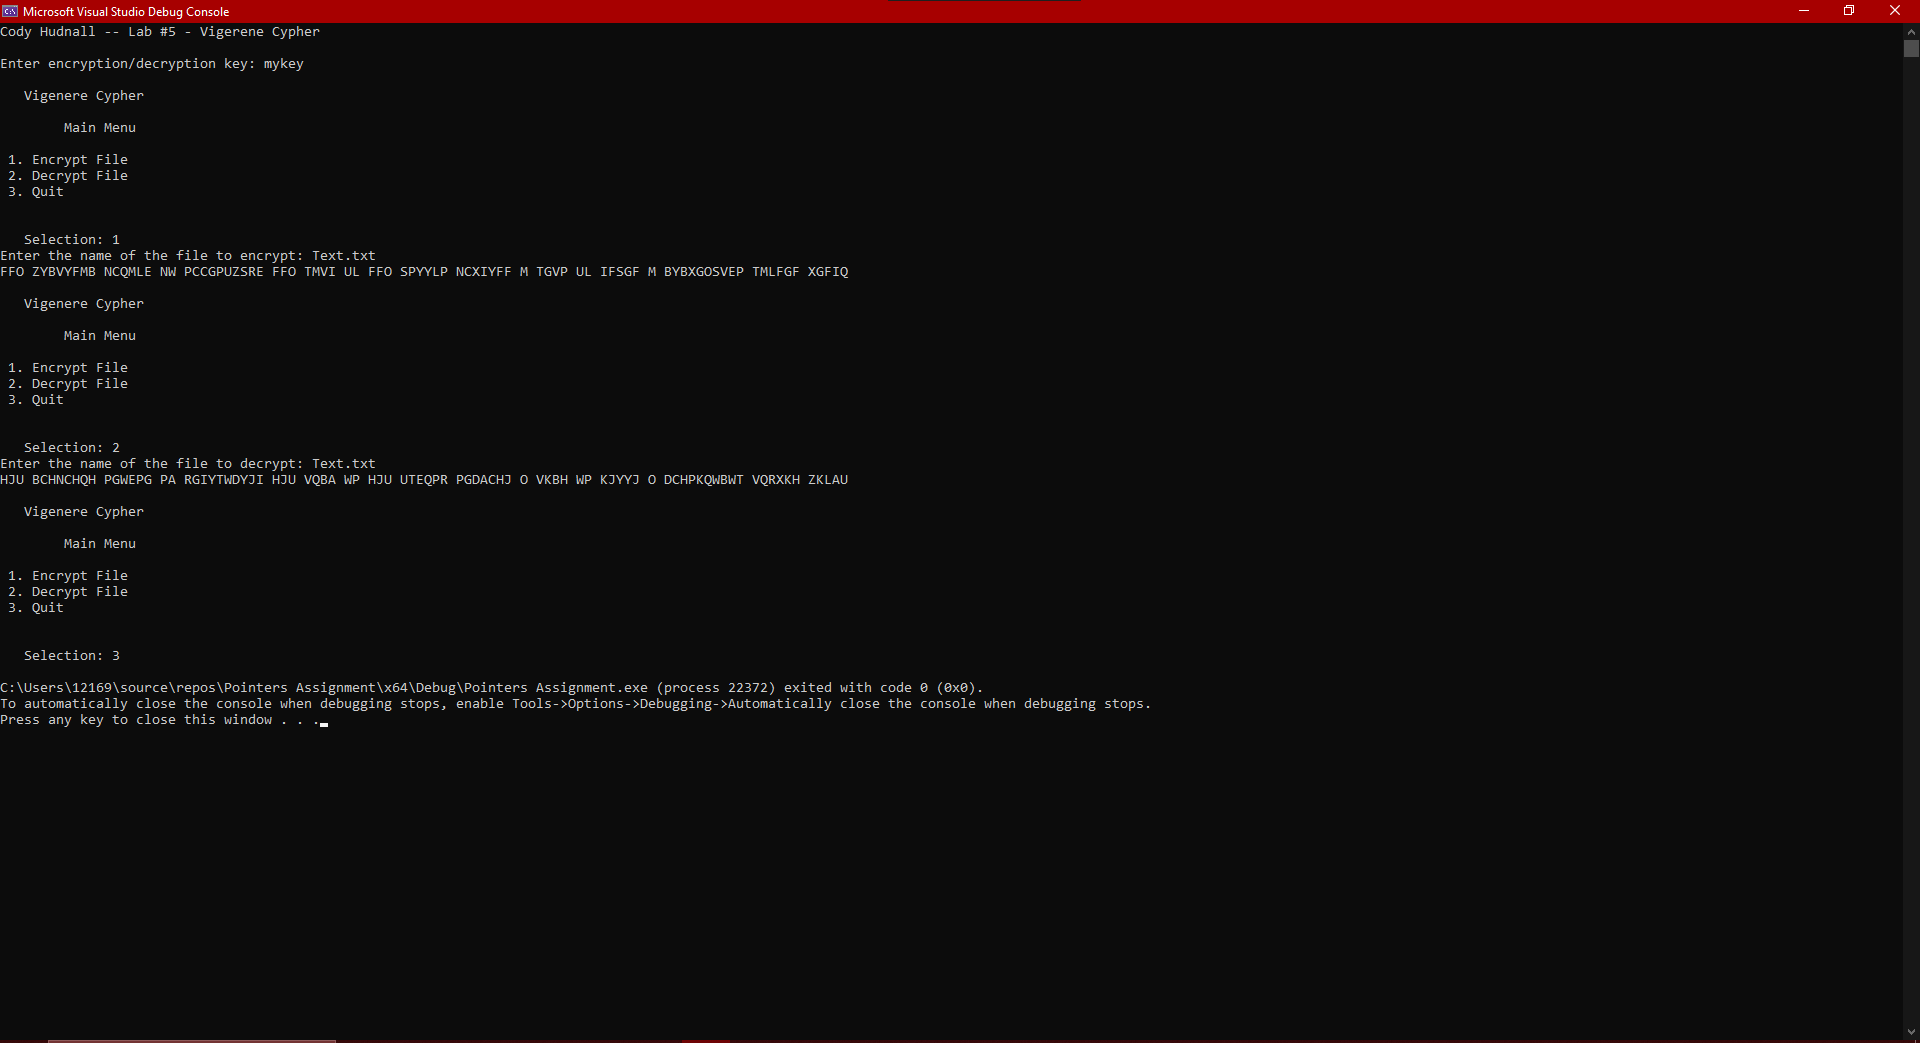 Microsoft Visual Studio Debug Console
Cody Hudnall -- Lab #5 - Vigerene Cypher
Enter encryption/decryption key: mykey
Vigenere Cypher
Main Menu
1. Encrypt File
2. Decrypt File
3. Quit
Selection: 1
Enter the name of the file to encrypt: Text.txt
FFO ZYBVYFMB NCQMLE NW PCCGPUZSRE FFO TMVI UL FFO SPYYLP NCXIYFF M TGVP UL IFSGF M BYBXGOSVEP TMLFGF XGFIQ
Vigenere Cypher
Main Menu
1. Encrypt File
2. Decrypt File
3. Quit
Selection: 2
Enter the name of the file to decrypt: Text.txt
HJU BCHNCHQH PGWEPG PA RGIYTWDYJI HJU VQBA WP HJU UTEQPR PGDACHJ O VKBH WP KJYYJ O DCHPKQWBWT VQRXKH ZKLAU
Vigenere Cypher
Main Menu
1. Encrypt File
2. Decrypt File
3. Quit
Selection: 3
C:\Users\12169\source\repos\Pointers Assignment\x64\Debug\Pointers Assignment.exe (process 22372) exited with code 0 (0x0).
To automatically close the console when debugging stops, enable Tools->Options->Debugging->Automatically close the console when debugging stops.
Press any key to close this window . . .